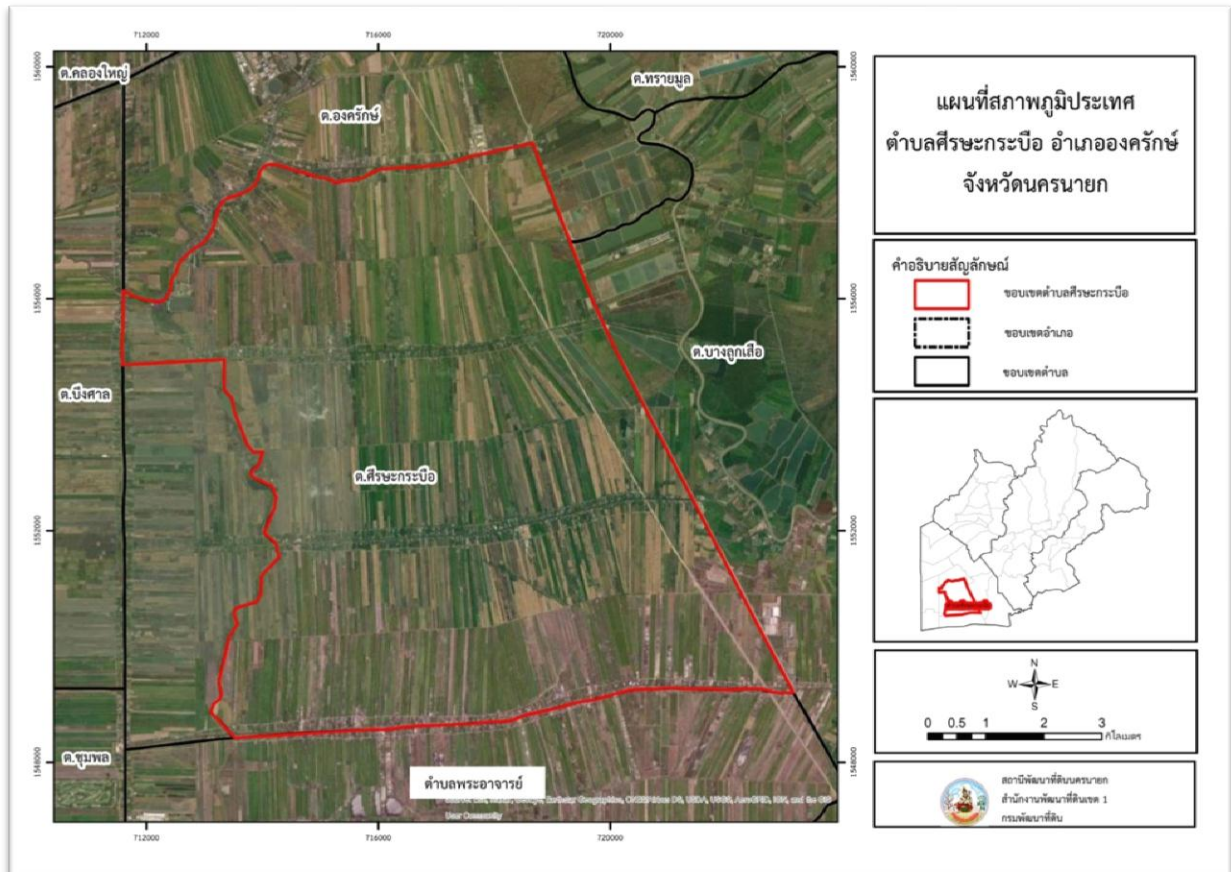 712000
716000
720000
1560000
1560000
ต.คลองใหญ่
ต.องครักษ์
ต.ทรายมูล
1556000
1556000
ต.บางลูกเสือ
ต.บึงศาล
ต.ศีรษะกระบือ
1552000
1552000
ต.ชุมพล
ตำบลพระอาจารย์
1548000
1548000
User Community
712000
716000
720000
แผนที่สภาพภูมิประเทศ
ตำบลศีรษะกระบือ อำเภอองครักษ์
จังหวัดนครนายก
คำอธิบายสัญลักษณ์
ขอบเขตตำบลศีรษะกระบือ
ขอบเขตอำเภอ
ขอบเขตตำบล
N
W E
S
0 0.5 1 2 3
กิโลเมตร
สถานีพัฒนาที่ดินนครนายก
สำนักงานพัฒนาที่ดินเขต 1
กรมพัฒนาที่ดิน